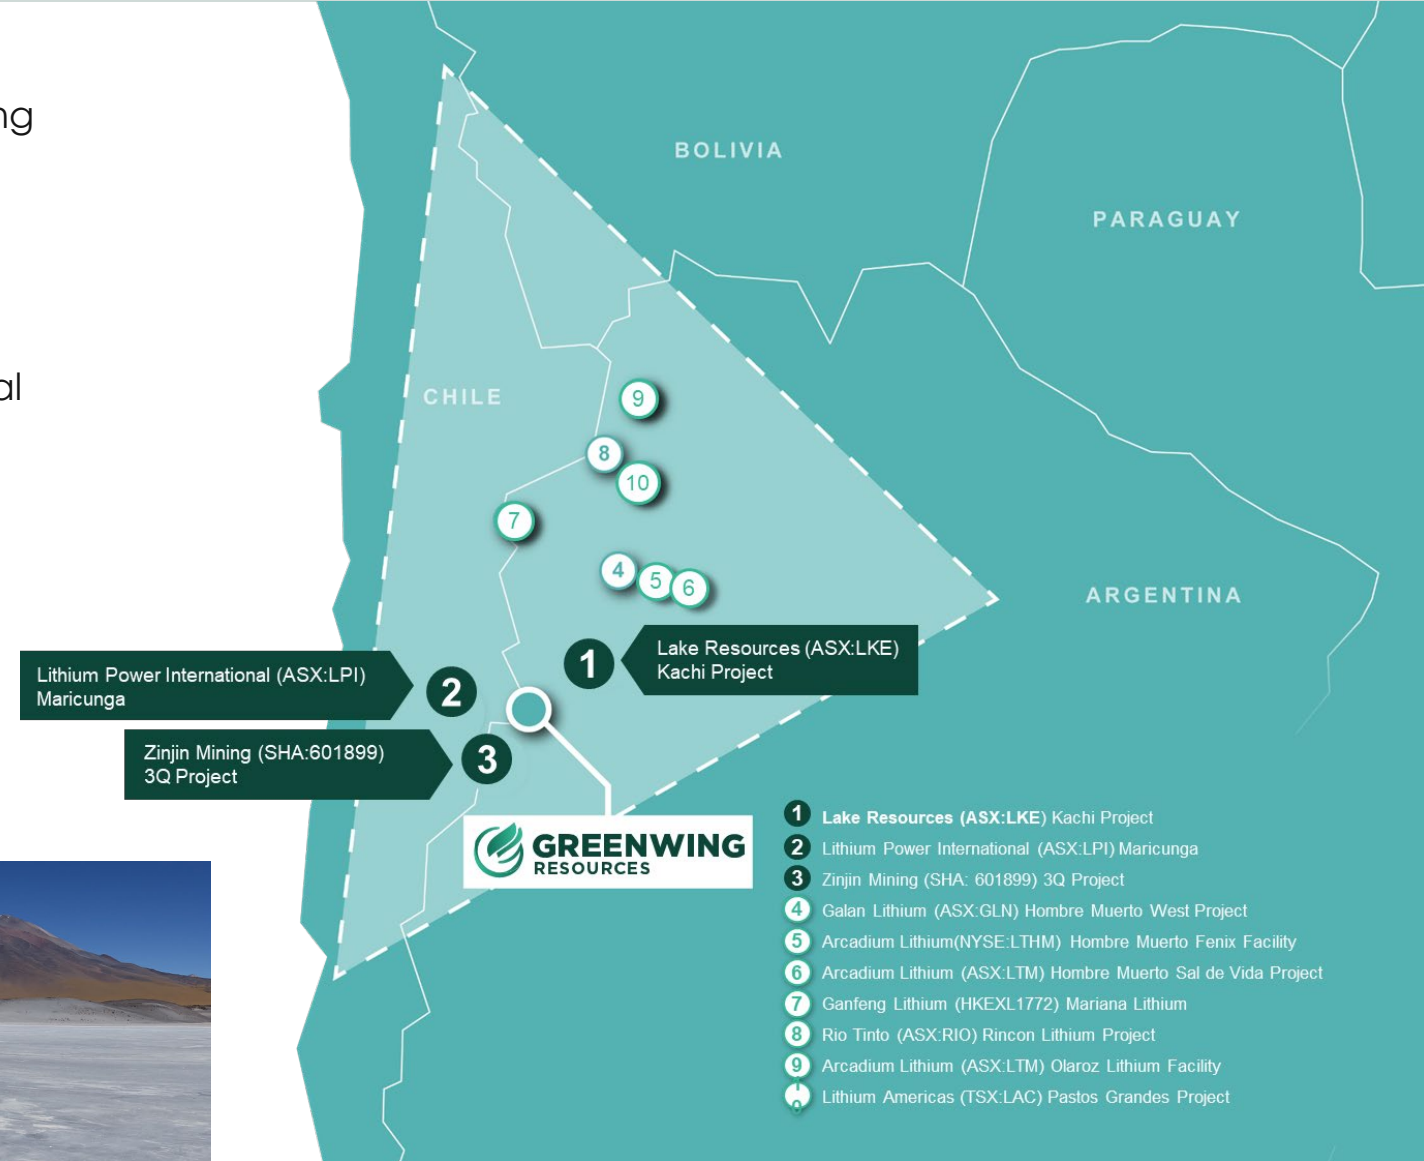 ng
al
BOLIVIA
PARAGUAY
CHILE
9
8
10
7
4
5
6
ARGENTINA
1
Lake Resources (ASX:LKE)
Kachi Project
Lithium Power International (ASX:LPI)
Maricunga
2
Zinjin Mining (SHA:601899)
3Q Project
3
GREENWING
RESOURCES
1 Lake Resources (ASX:LKE) Kachi Project
2 Lithium Power International (ASX:LPI) Maricunga
3 Zinjin Mining (SHA: 601899) 3Q Project
4 Galan Lithium (ASX:GLN) Hombre Muerto West Project
5 Arcadium Lithium(NYSE:LTHM) Hombre Muerto Fenix Facility
6 Arcadium Lithium (ASX:LTM) Hombre Muerto Sal de Vida Project
7 Ganfeng Lithium (HKEXL1772) Mariana Lithium
8 Rio Tinto (ASX:RIO) Rincon Lithium Project
9 Arcadium Lithium (ASX:LTM) Olaroz Lithium Facility
10 Lithium Americas (TSX:LAC) Pastos Grandes Project